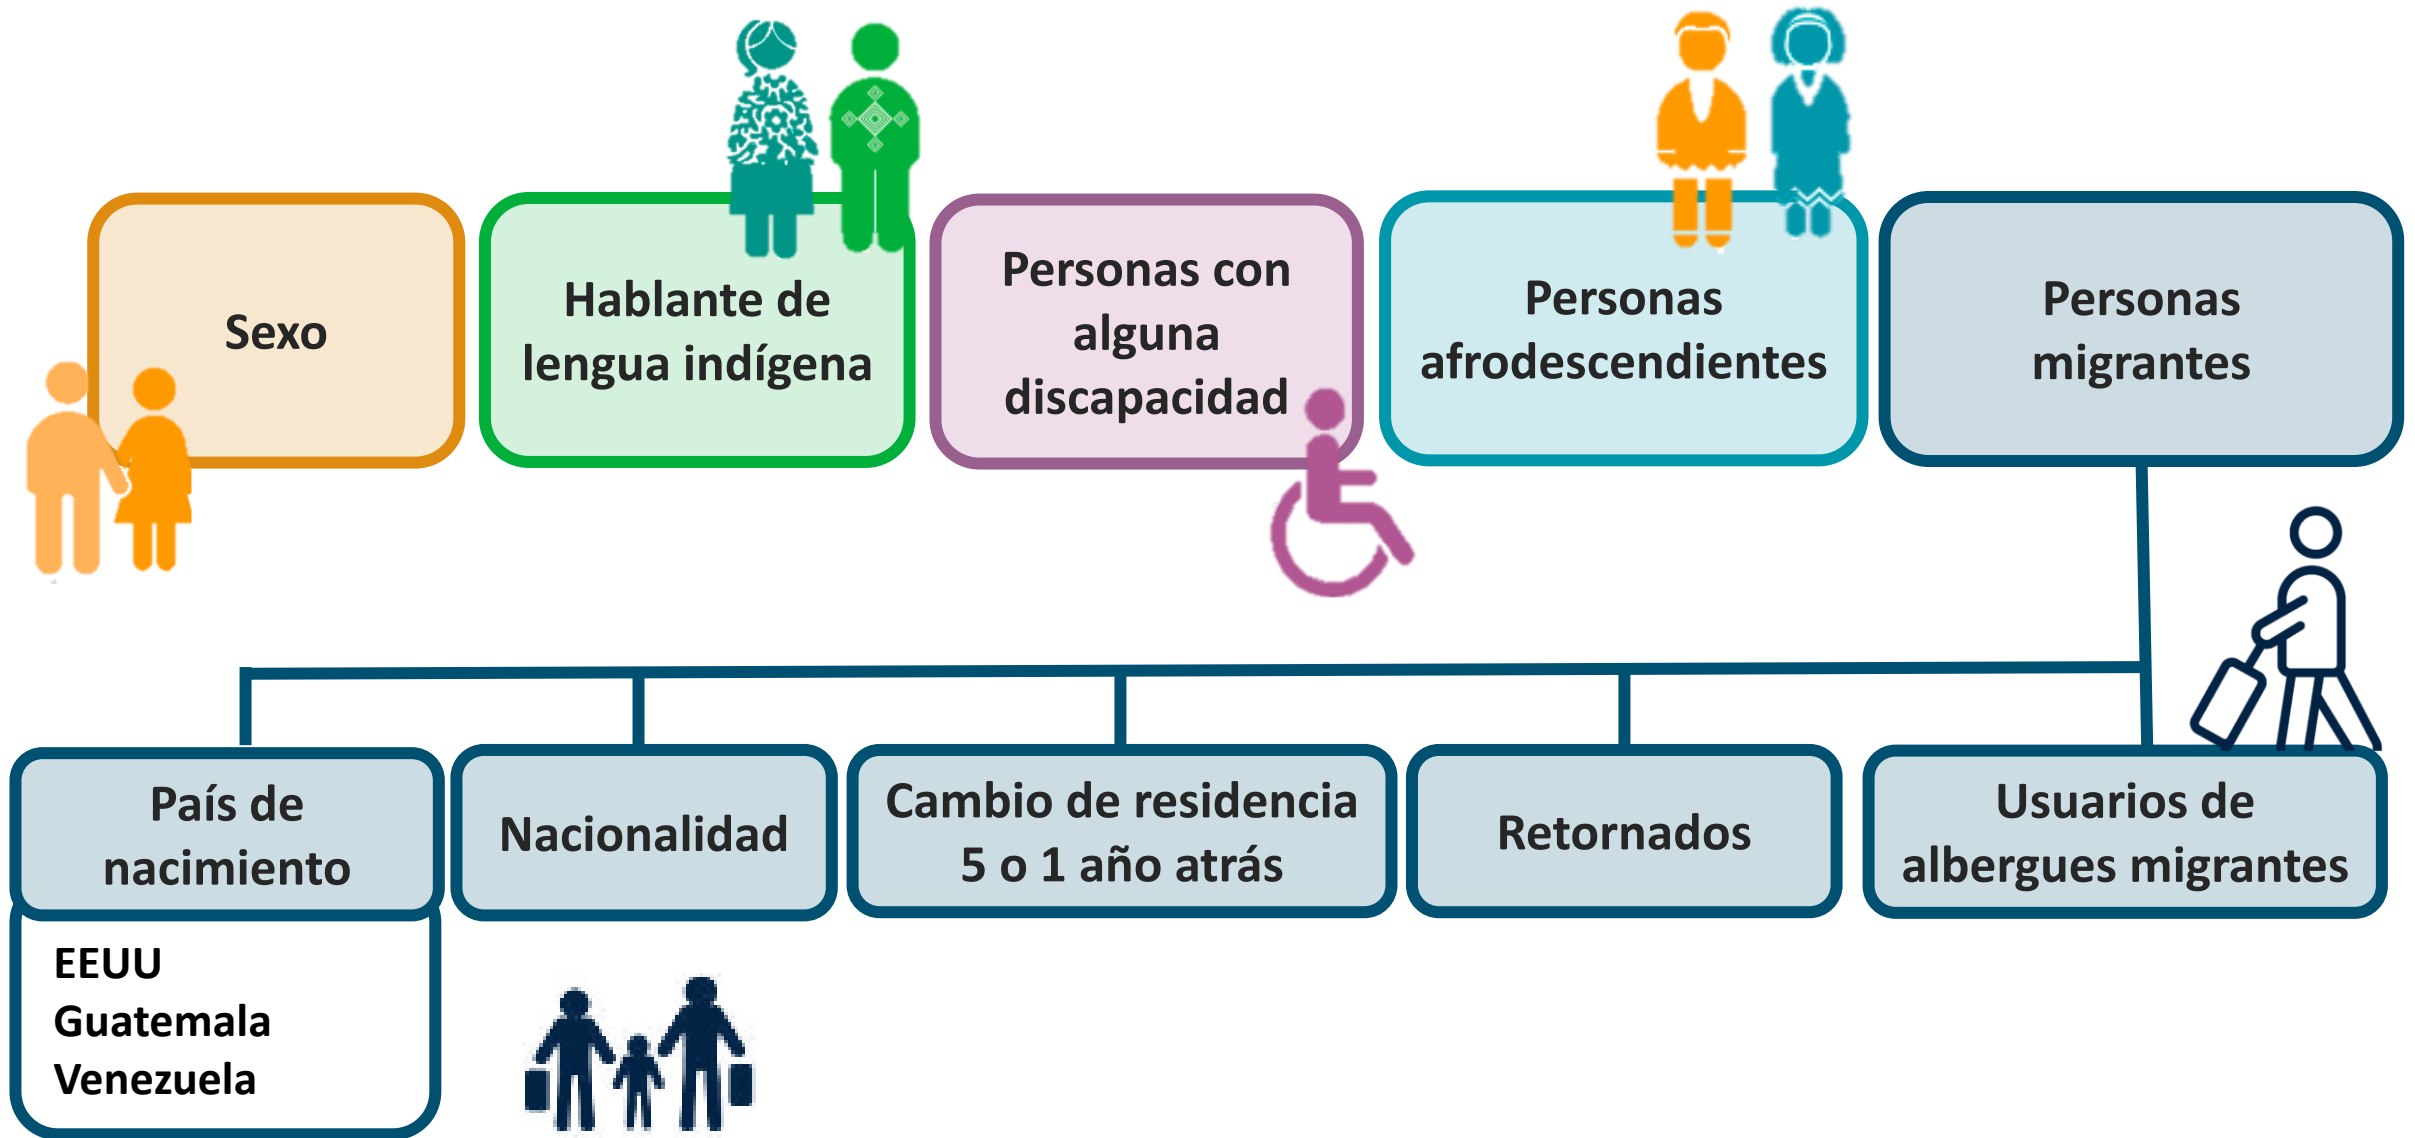 Sexo
Hablante de
lengua indígena
Personas con
alguna
discapacidad
Personas
afrodescendientes
Personas
migrantes
País de
nacimiento
Nacionalidad
Cambio de residencia
5 o 1 año atrás
Retornados
Usuarios de
albergues migrantes
EEUU
Guatemala
Venezuela